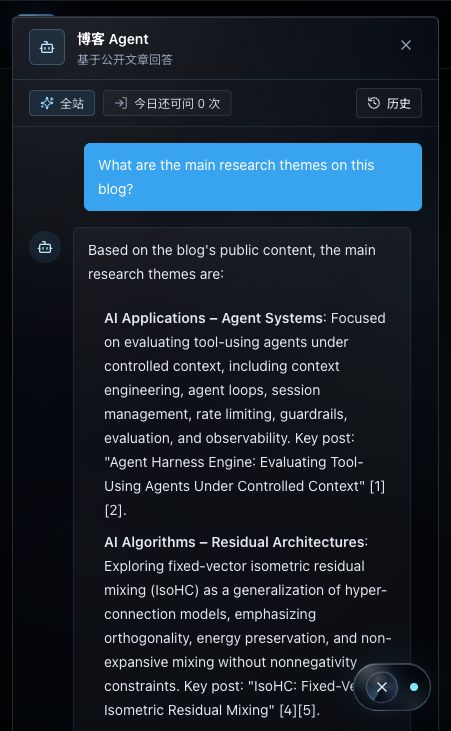 博客 Agent
基于公开文章回答
全站
今日还可问 0 次
历史
What are the main research themes on this
blog?
Based on the blog's public content, the main
research themes are:
AI Applications – Agent Systems: Focused
on evaluating tool-using agents under
controlled context, including context
engineering, agent loops, session
management, rate limiting, guardrails,
evaluation, and observability. Key post:
"Agent Harness Engine: Evaluating Tool-
Using Agents Under Controlled Context" [1]
[2].
AI Algorithms – Residual Architectures:
Exploring fixed-vector isometric residual
mixing (IsoHC) as a generalization of hyper-
connection models, emphasizing
orthogonality, energy preservation, and non-
expansive mixing without nonnegativity
constraints. Key post: "IsoHC: Fixed-
Isometric Residual Mixing" [4][5].